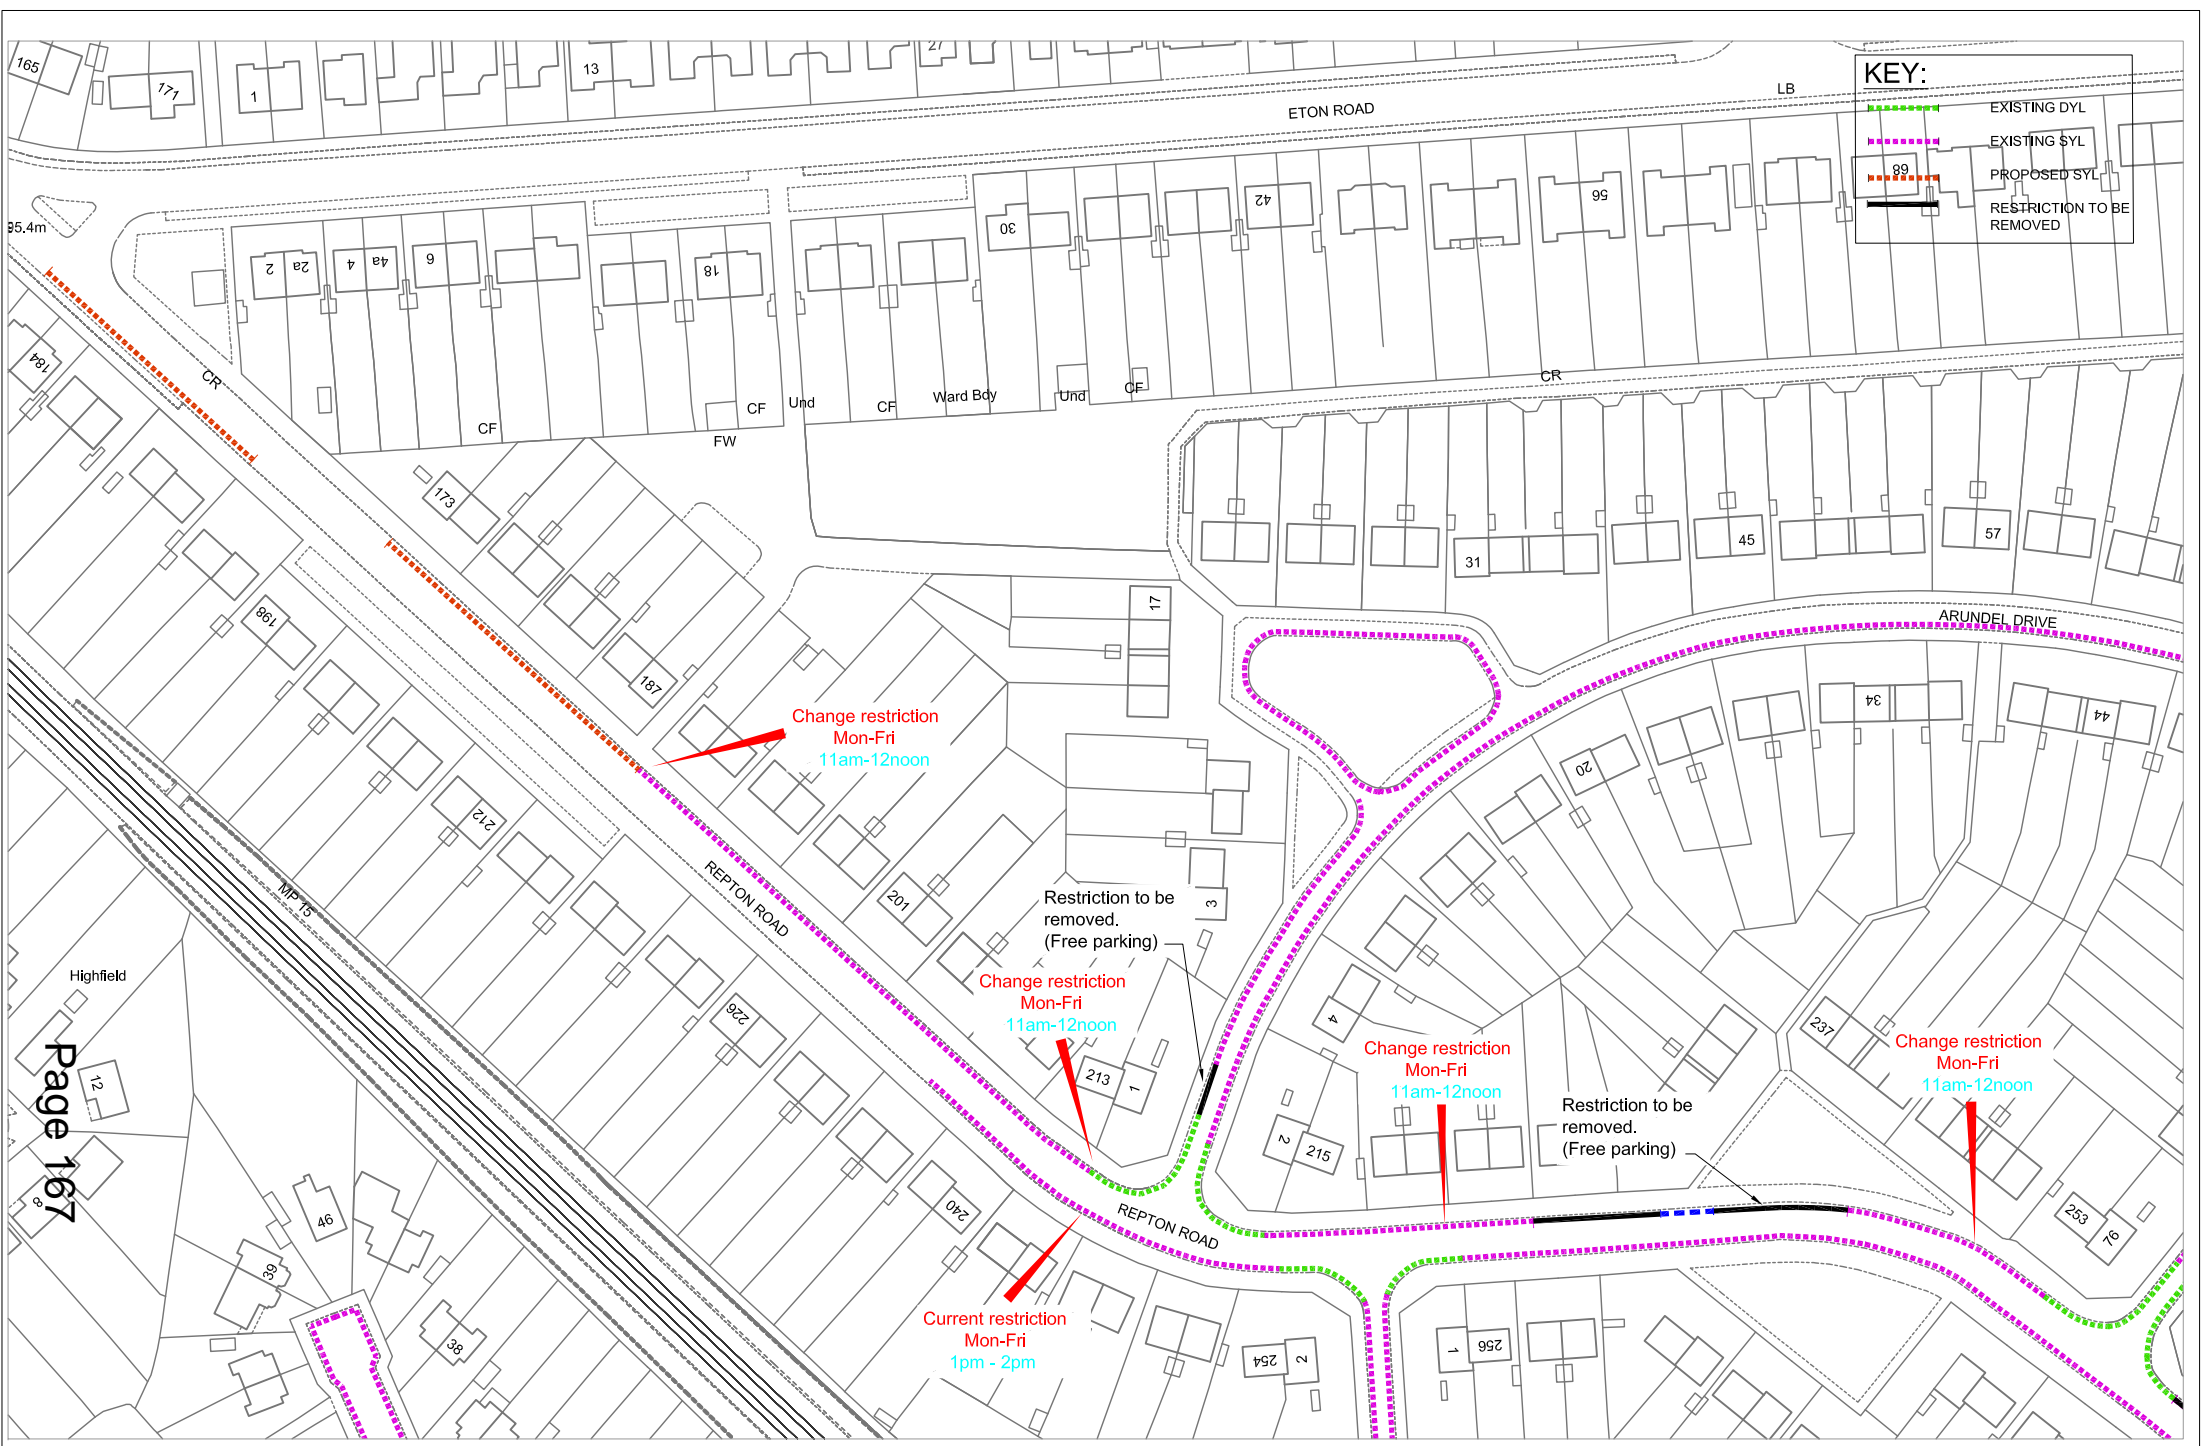 KEY:
EXISTING DYL
EXISTING SYL
PROPOSED SYL
RESTRICTION TO BE
REMOVED
165
171
1
13
27
ETON ROAD
LB
95.4m
2
2a
4
4a
6
18
30
42
56
68
184
CR
CF
FW
CF
Und
CF
Ward Bdy
Und
CF
CR
173
198
187
17
31
45
57
ARUNDEL DRIVE
Change restriction
Mon-Fri
11am-12noon
20
34
44
212
REPTON ROAD
201
MP 15
Restriction to be
removed.
(Free parking)
3
Highfield
226
Change restriction
Mon-Fri
11am-12noon
213
1
4
2
215
Change restriction
Mon-Fri
11am-12noon
237
Change restriction
Mon-Fri
11am-12noon
Restriction to be
removed.
(Free parking)
12
Page 167
8
46
39
38
240
REPTON ROAD
253
76
Current restriction
Mon-Fri
1pm - 2pm
254
2
1
256